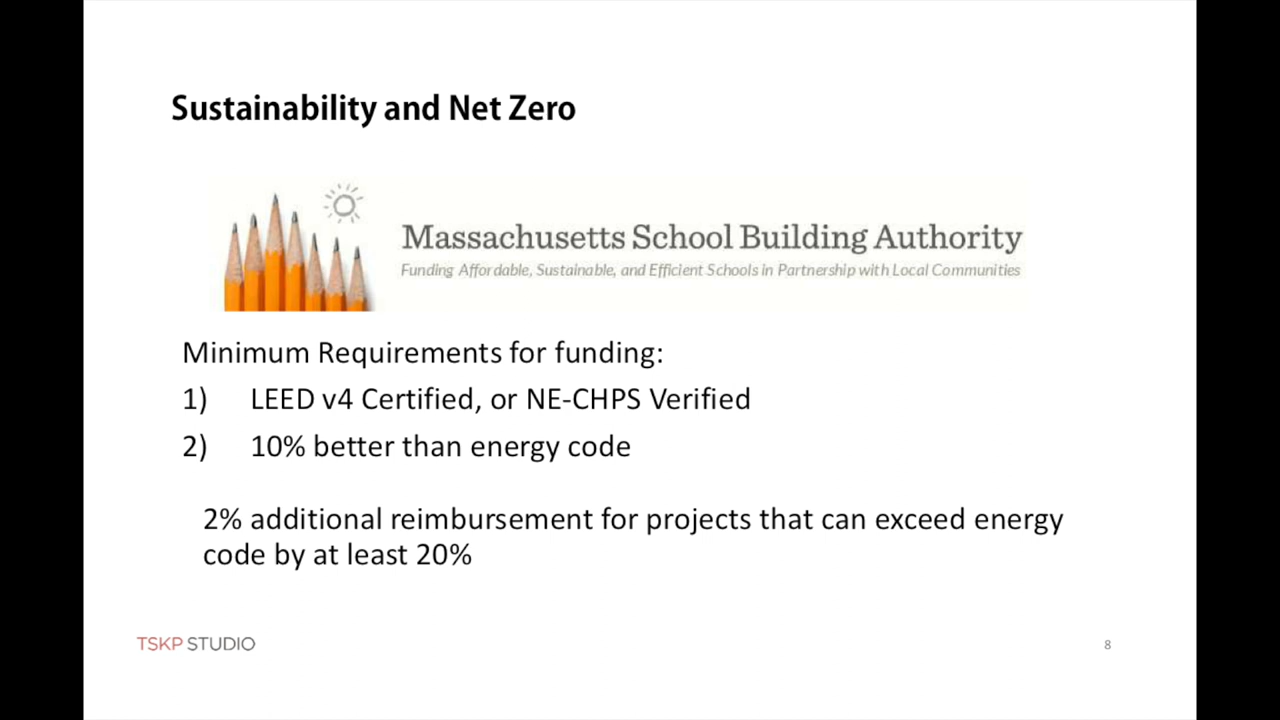 Sustainability and Net Zero
Massachusetts School Building Authority
Funding Affordable, Sustainable, and Efficient Schools in Partnership with Local Communities
Minimum Requirements for funding:
1) LEED v4 Certified, or NE-CHPS Verified
2) 10% better than energy code
2% additional reimbursement for projects that can exceed energy
code by at least 20%
TSKP STUDIO
8